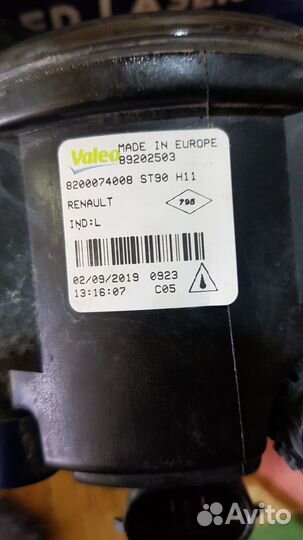 Valeo MADE IN EUROPE
89202503
8200074008 ST90 H11
RENAULT
795
IND:L
02/09/2019 0923
13:16:07 C05
Avito